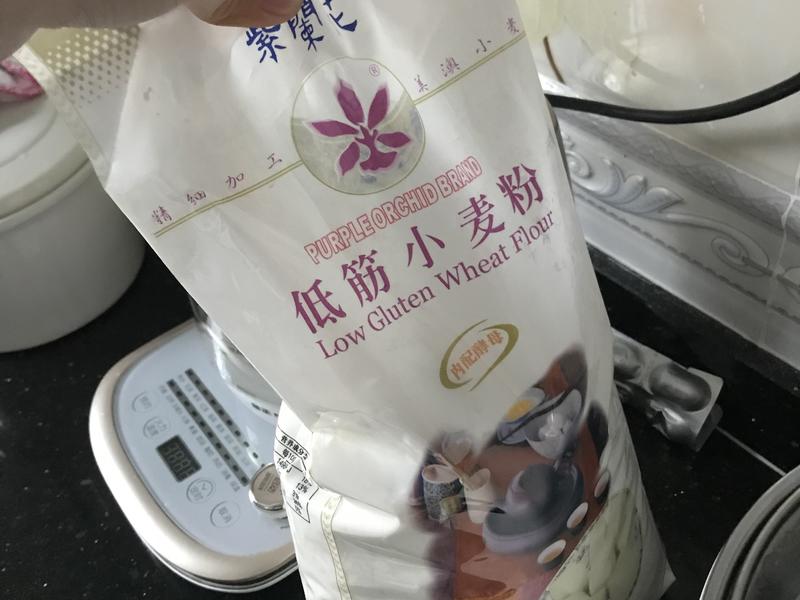 紫蘭花
®
美澳小麦
精细加工
PURPLE ORCHID BRAND
低筋小麦粉
Low Gluten Wheat Flour
内配酵母